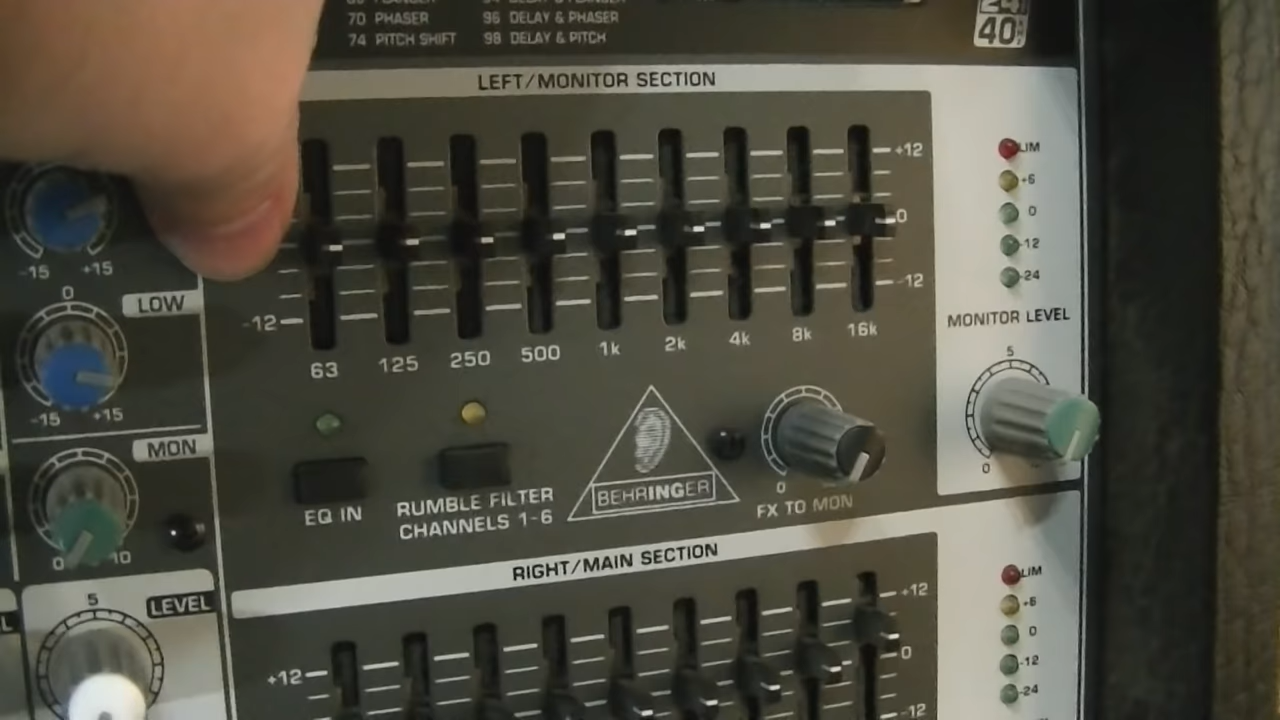 70 PHASER 96 DELAY & PHASER
74 PITCH SHIFT 98 DELAY & PITCH
24
40
LEFT/MONITOR SECTION
+12
0
-12
-12
63 125 250 500 1k 2k 4k 8k 16k
LIM
+6
0
-12
-24
MONITOR LEVEL
5
0
-15 +15
0
LOW
-15 +15
MON
0 10
EQ IN
RUMBLE FILTER
CHANNELS 1-6
BEHRINGER
0
FX TO MON
5
LEVEL
L
RIGHT/MAIN SECTION
+12
+12
0
-12
LIM
+6
0
-12
-24